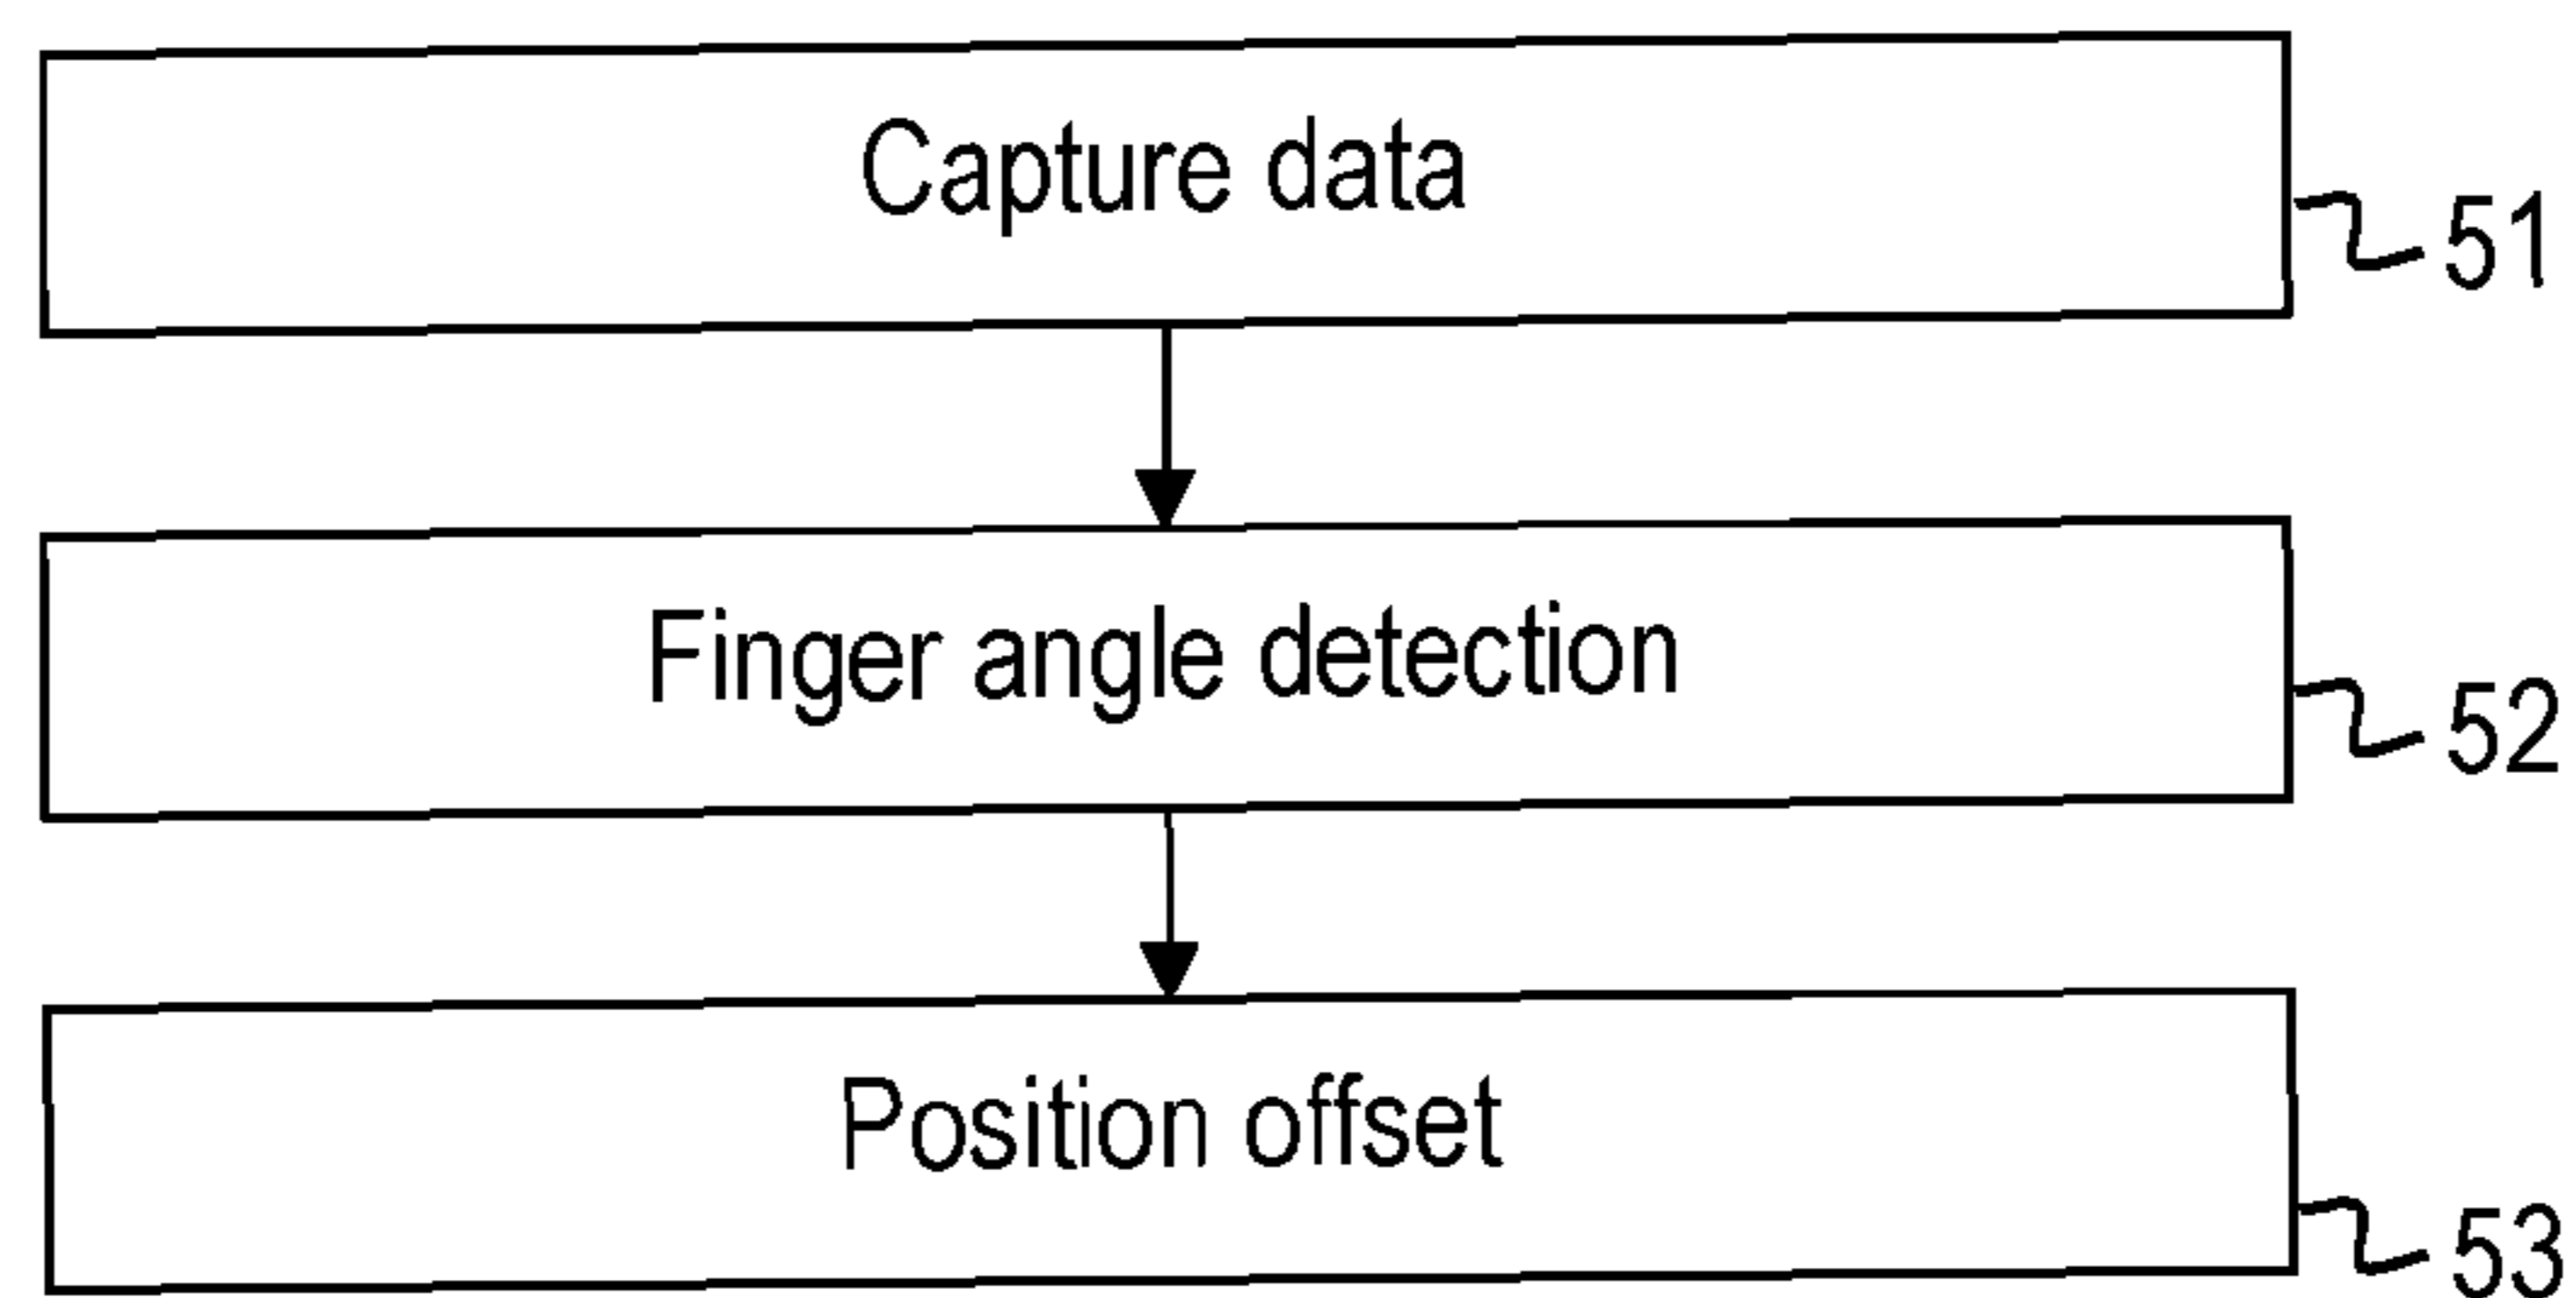 Capture data
51
Finger angle detection
52
Position offset
53